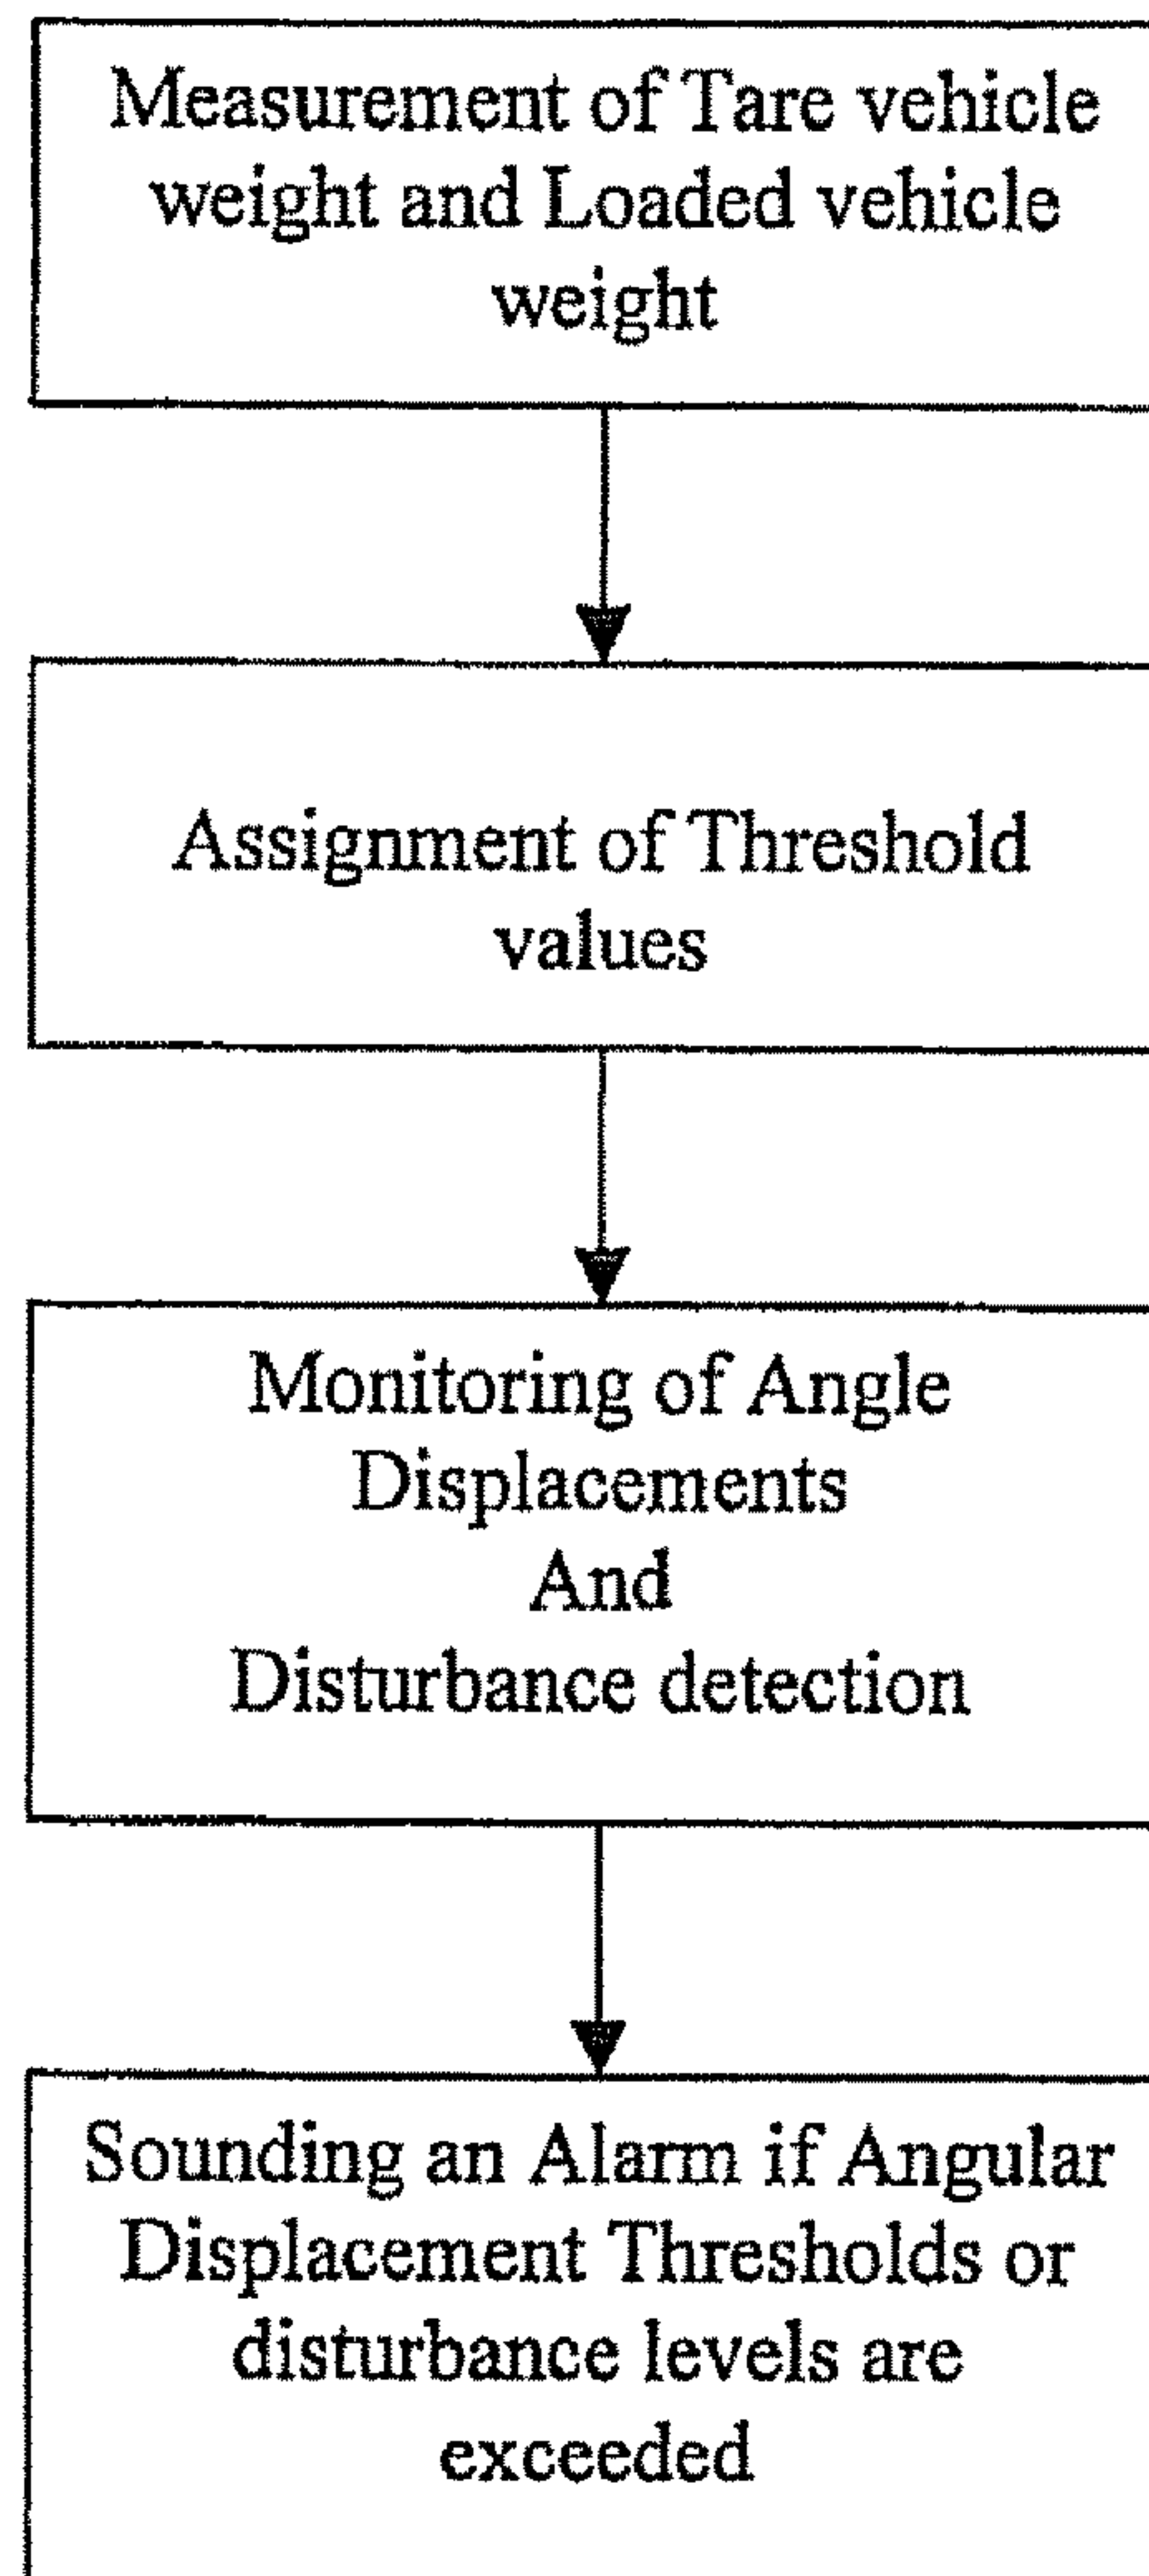 Measurement of Tare vehicle
weight and Loaded vehicle
weight
Assignment of Threshold
values
Monitoring of Angle
Displacements
And
Disturbance detection
Sounding an Alarm if Angular
Displacement Thresholds or
disturbance levels are
exceeded